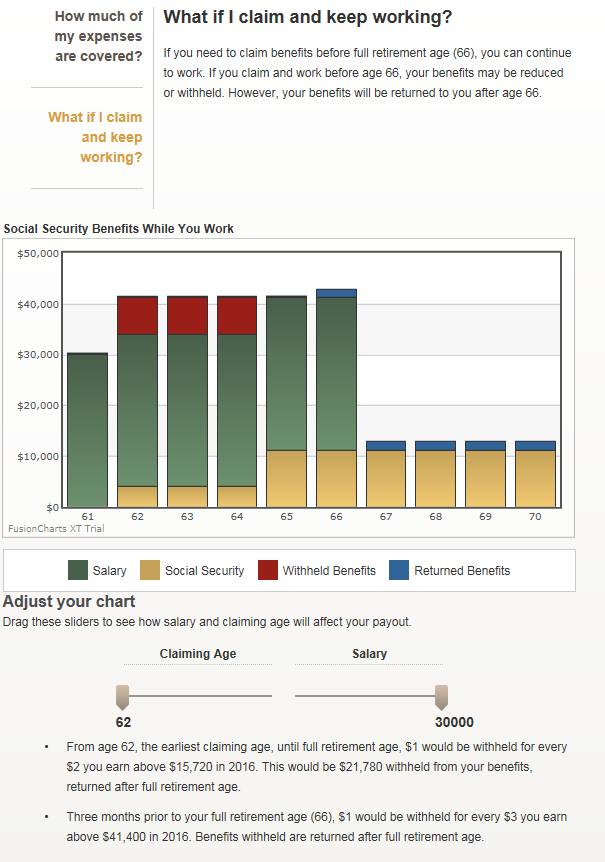 How much of
my expenses
are covered?
What if I claim
and keep
working?
What if I claim and keep working?
If you need to claim benefits before full retirement age (66), you can continue
to work. If you claim and work before age 66, your benefits may be reduced
or withheld. However, your benefits will be returned to you after age 66.
Social Security Benefits While You Work
$50,000
$40,000
$30,000
$20,000
$10,000
$0
61 62 63 64 65 66 67 68 69 70
FusionCharts XT Trial
Salary Social Security Withheld Benefits Returned Benefits
Adjust your chart
Drag these sliders to see how salary and claiming age will affect your payout.
Claiming Age Salary
62 30000
• From age 62, the earliest claiming age, until full retirement age, $1 would be withheld for every
$2 you earn above $15,720 in 2016. This would be $21,780 withheld from your benefits,
returned after full retirement age.
• Three months prior to your full retirement age (66), $1 would be withheld for every $3 you earn
above $41,400 in 2016. Benefits withheld are returned after full retirement age.